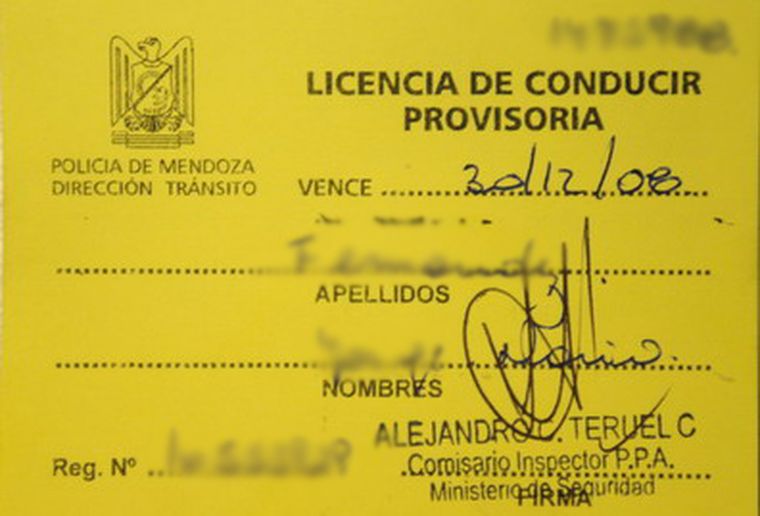 LICENCIA DE CONDUCIR
PROVISORIA
POLICIA DE MENDOZA
DIRECCIÓN TRÁNSITO
VENCE 30/12/08
APELLIDOS
NOMBRES
ALEJANDRO C. TERUEL C
Reg. Nº
Comisario Inspector P.P.A.
Ministerio de Seguridad
FIRMA